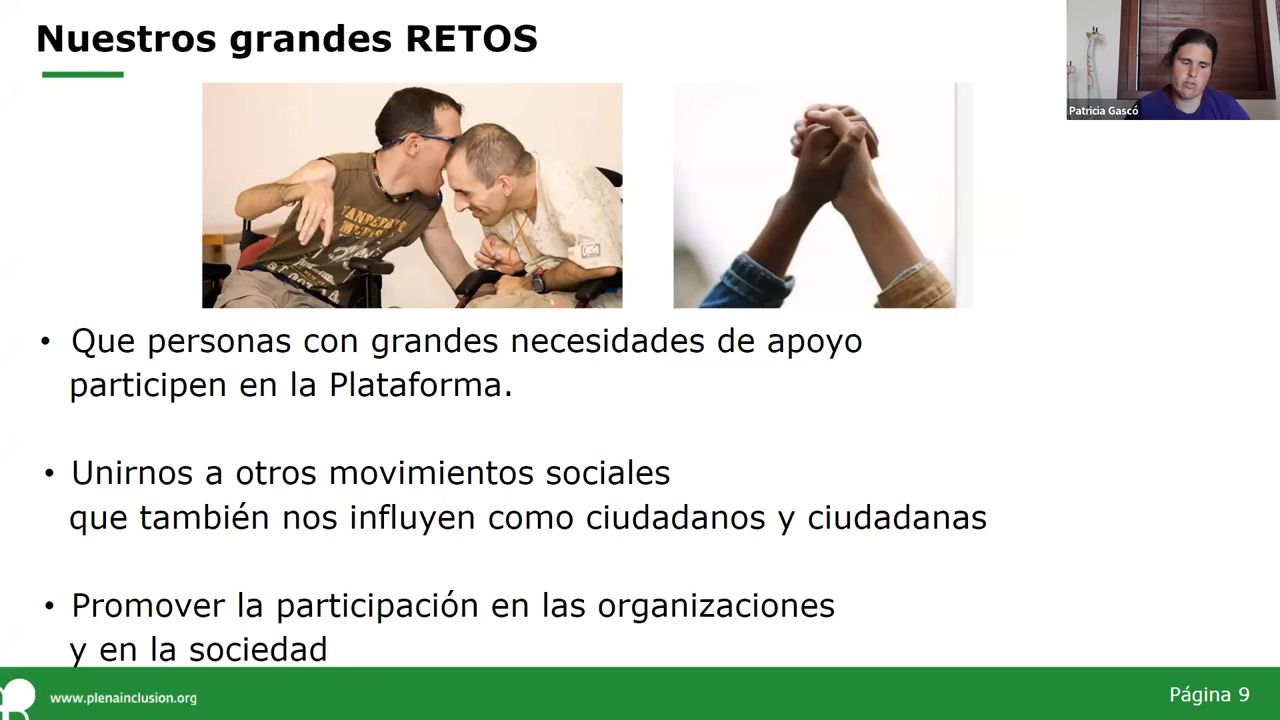 Nuestros grandes RETOS
Patricia Gascó
• Que personas con grandes necesidades de apoyo
participen en la Plataforma.
• Unirnos a otros movimientos sociales
que también nos influyen como ciudadanos y ciudadanas
• Promover la participación en las organizaciones
y en la sociedad
www.plenainclusion.org
Página 9